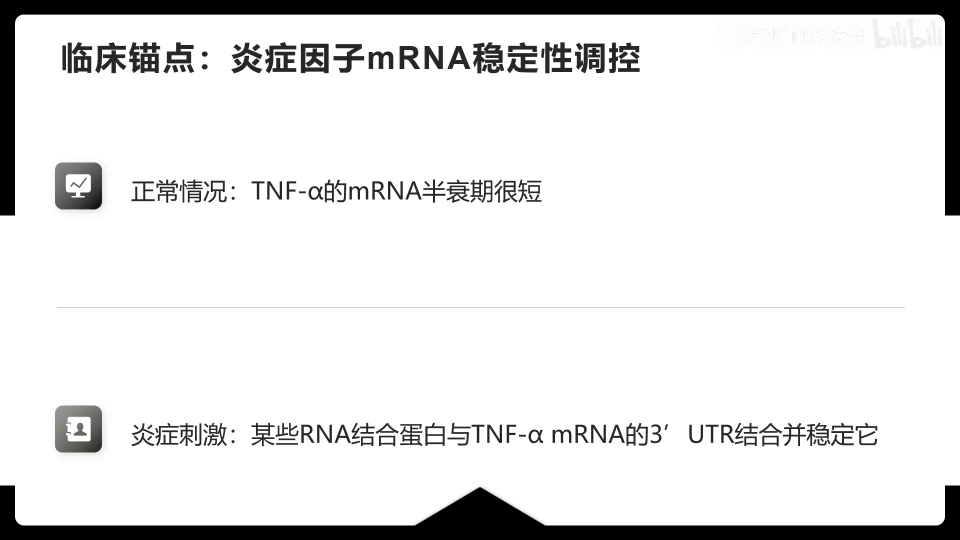 临床锚点：炎症因子mRNA稳定性调控
bilibili
正常情况：TNF-α的mRNA半衰期很短
炎症刺激：某些RNA结合蛋白与TNF-α mRNA的3′UTR结合并稳定它